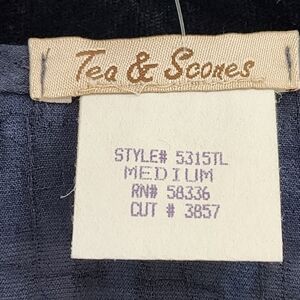 Tea & Scones
STYLE# 5315TL
MEDIUM
RN# 58336
CUT # 3857